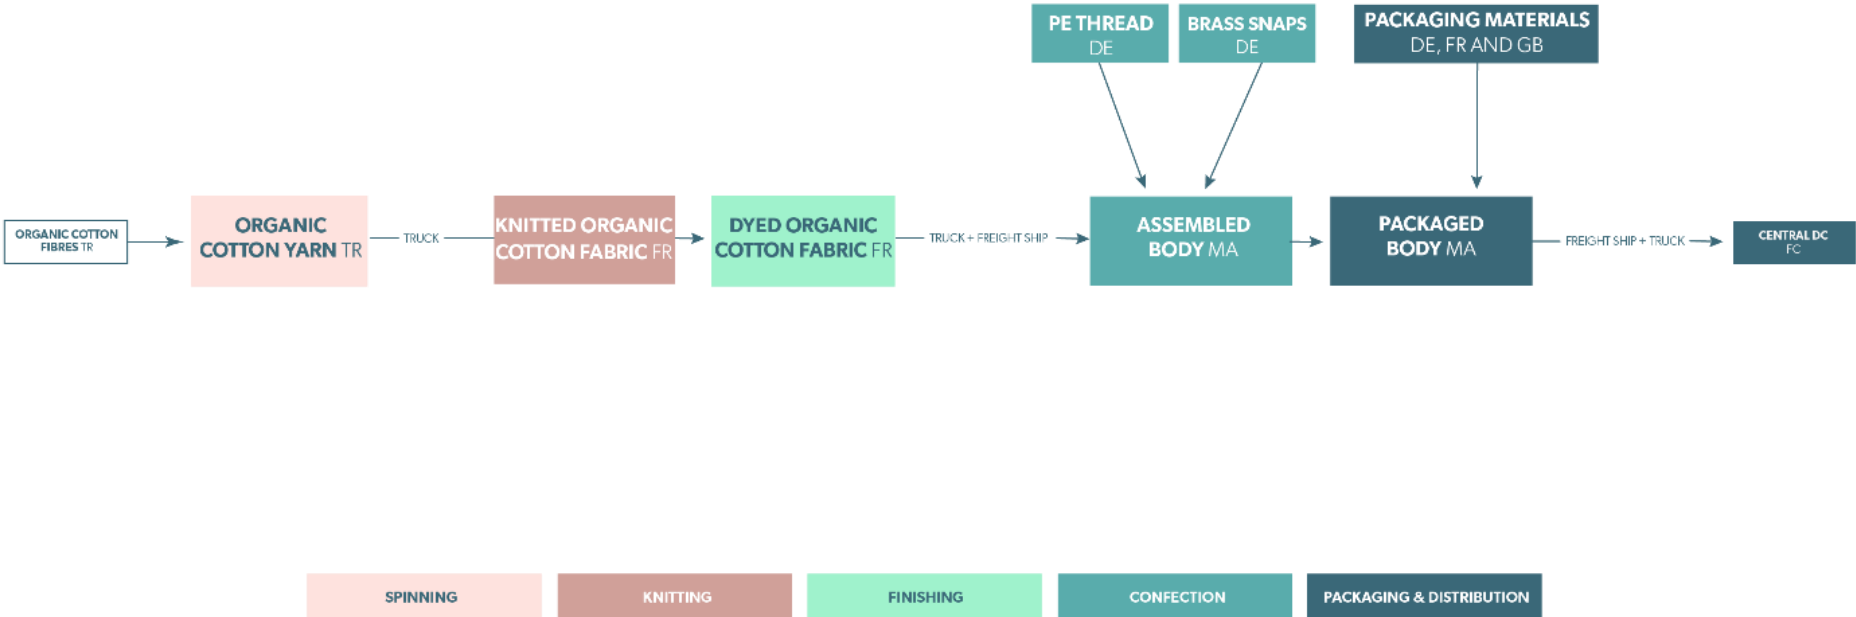 PE THREAD
DE
BRASS SNAPS
DE
PACKAGING MATERIALS
DE, FR AND GB
ORGANIC COTTON
FIBRES TR
ORGANIC
COTTON YARN TR
TRUCK
KNITTED ORGANIC
COTTON FABRIC FR
DYED ORGANIC
COTTON FABRIC FR
TRUCK + FREIGHT SHIP
ASSEMBLED
BODY MA
PACKAGED
BODY MA
FREIGHT SHIP + TRUCK
CENTRAL DC
FC
SPINNING
KNITTING
FINISHING
CONFECTION
PACKAGING & DISTRIBUTION